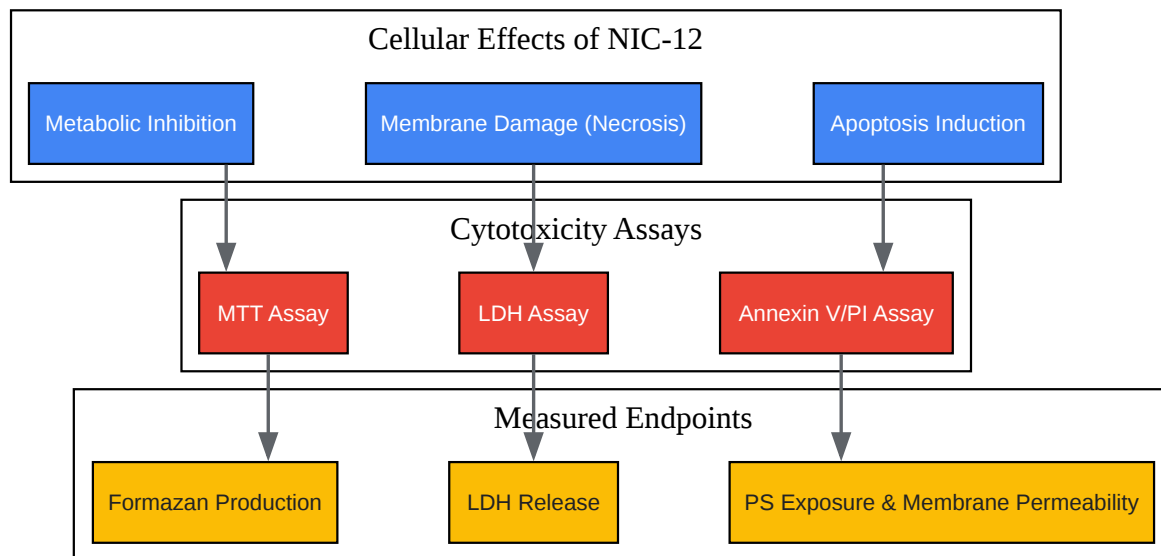 Cellular Effects of NIC-12
Metabolic Inhibition
Membrane Damage (Necrosis)
Apoptosis Induction
Cytotoxicity Assays
MTT Assay
LDH Assay
Annexin V/PI Assay
Measured Endpoints
Formazan Production
LDH Release
PS Exposure & Membrane Permeability